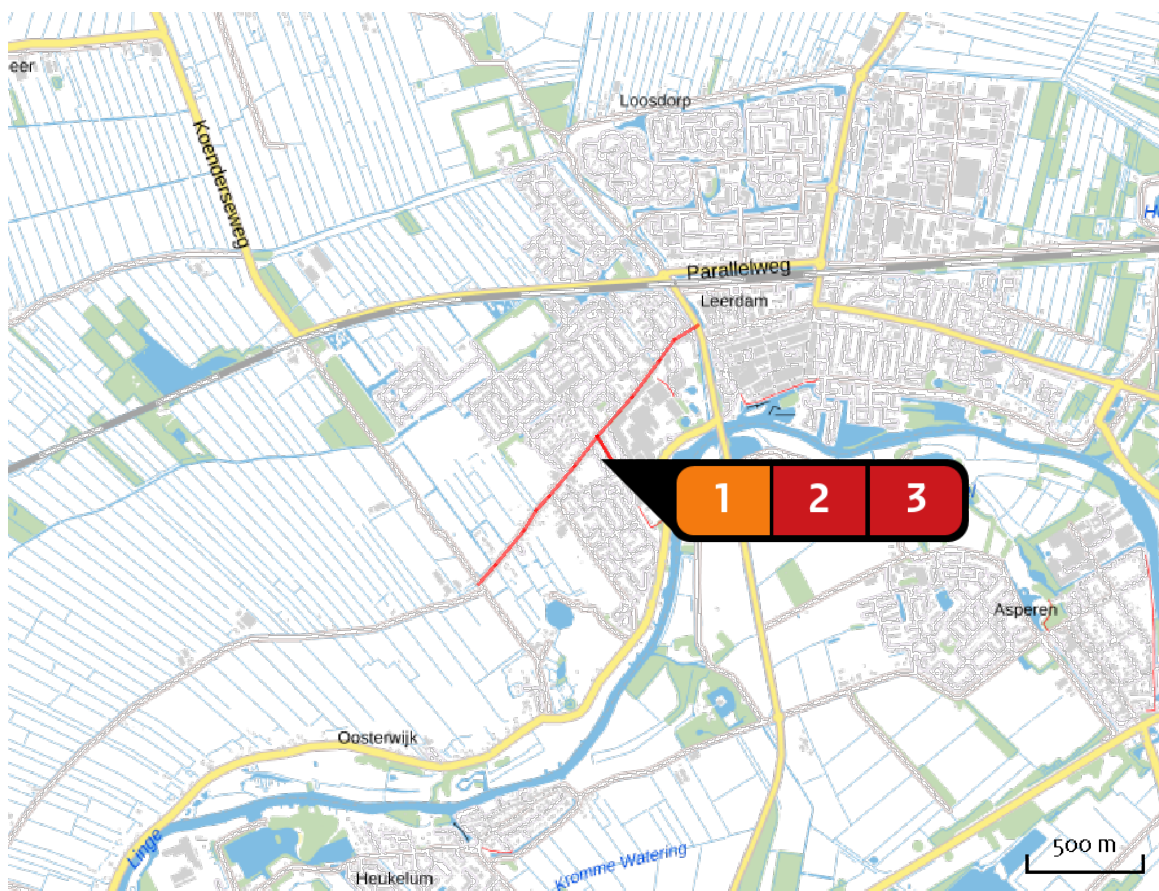 eer
Loosdorp
Koenderseweg
Parallelweg
Leerdam
1 2 3
Asperen
Oosterwijk
Linge
Kromme Watering
Heukelum
500 m